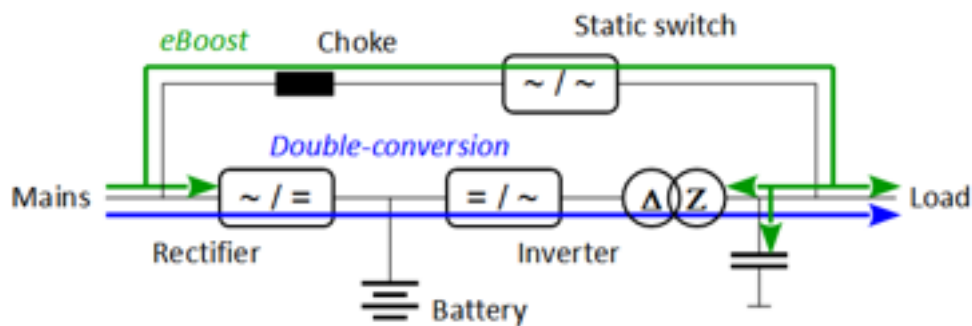 eBoost
Choke
Static switch
~ / ~
Double-conversion
Mains
~ / =
= / ~
Δ
Z
Load
Rectifier
Inverter
Battery